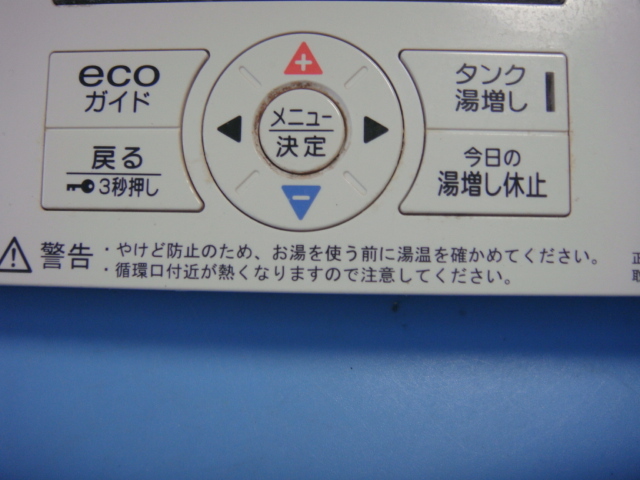 eco
ガイド
戻る
3秒押し
+
メニュー
決定
−
タンク
湯増し
今日の
湯増し休止
警告
・やけど防止のため、お湯を使う前に湯温を確かめてください。
・循環口付近が熱くなりますので注意してください。
正
取